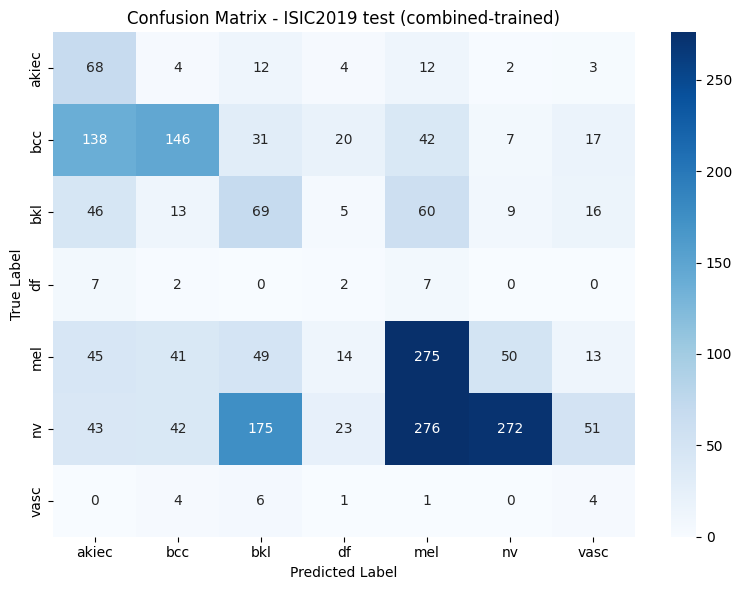 Confusion Matrix - ISIC2019 test (combined-trained)
True Label
akiec 68 4 12 4 12 2 3
bcc 138 146 31 20 42 7 17
bkl 46 13 69 5 60 9 16
df 7 2 0 2 7 0 0
mel 45 41 49 14 275 50 13
nv 43 42 175 23 276 272 51
vasc 0 4 6 1 1 0 4
akiec bcc bkl df mel nv vasc
Predicted Label
250
200
150
100
50
0